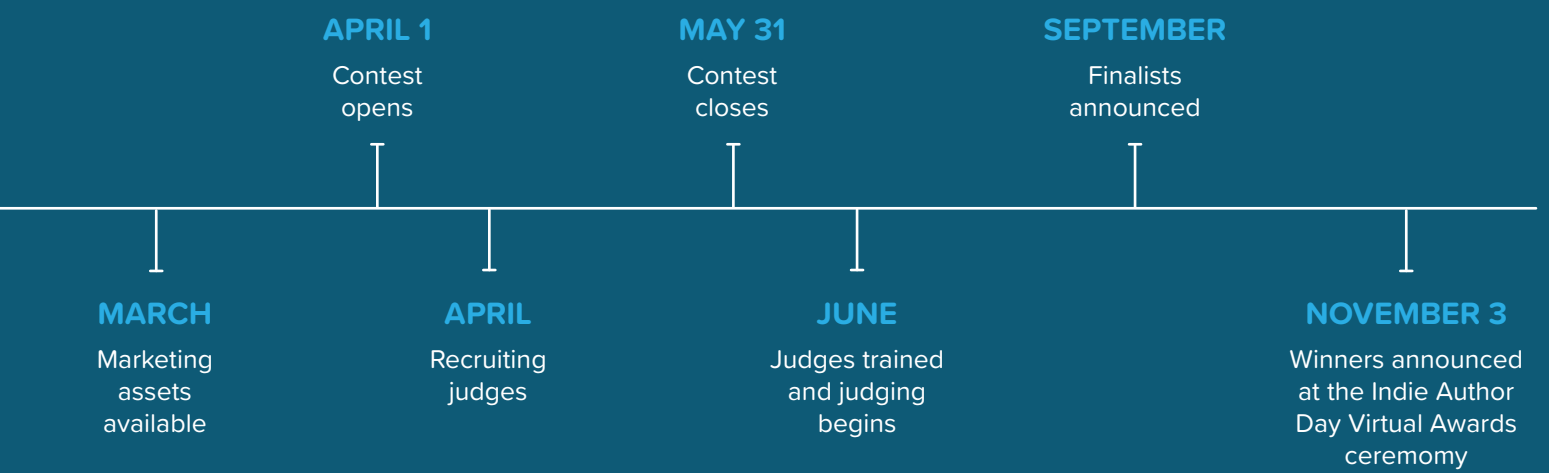 APRIL 1
Contest
opens
MAY 31
Contest
closes
SEPTEMBER
Finalists
announced
MARCH
Marketing
assets
available
APRIL
Recruiting
judges
JUNE
Judges trained
and judging
begins
NOVEMBER 3
Winners announced
at the Indie Author
Day Virtual Awards
ceremomy